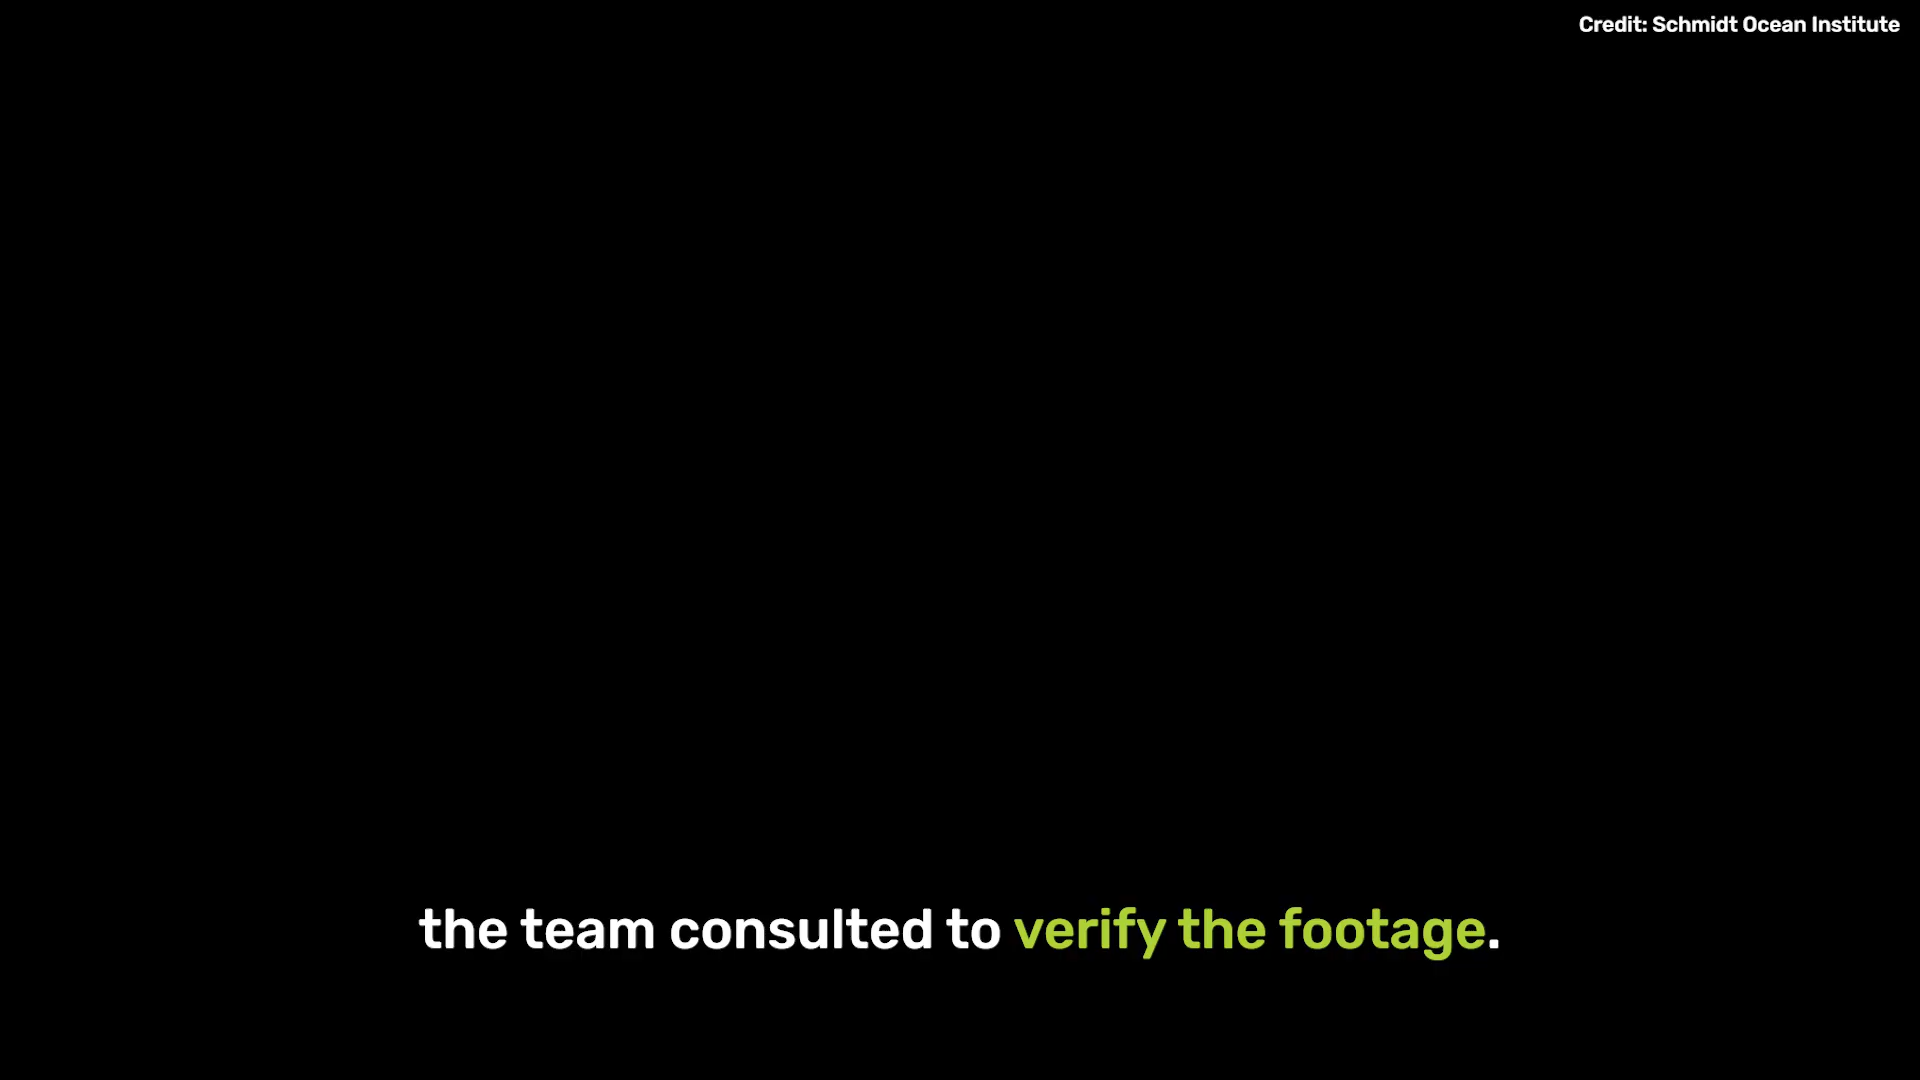 Credit: Schmidt Ocean Institute
the team consulted to verify the footage.